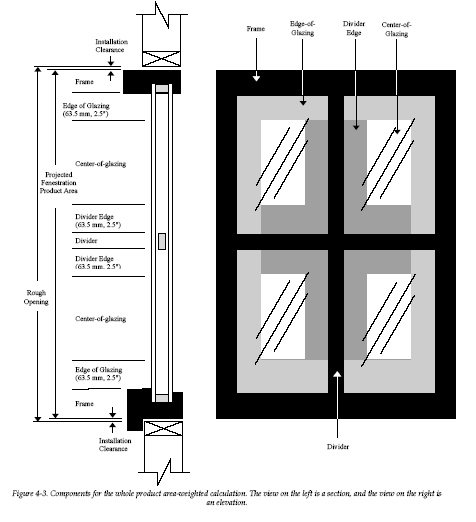 Installation
Clearance
Frame
Edge of Glazing
(63.5 mm, 2.5")
Center-of-glazing
Projected
Fenestration
Product Area
Divider Edge
(63.5 mm, 2.5")
Divider
Divider Edge
(63.5 mm. 2.5")
Rough
Opening
Center-of-glazing
Edge of Glazing
(63.5 mm, 2.5")
Frame
Installation
Clearance
Frame
Edge-of-
Glazing
Divider
Edge
Center-of-
Glazing
Divider
Figure 4-3. Components for the whole product area-weighted calculation. The view on the left is a section, and the view on the right is
an elevation.